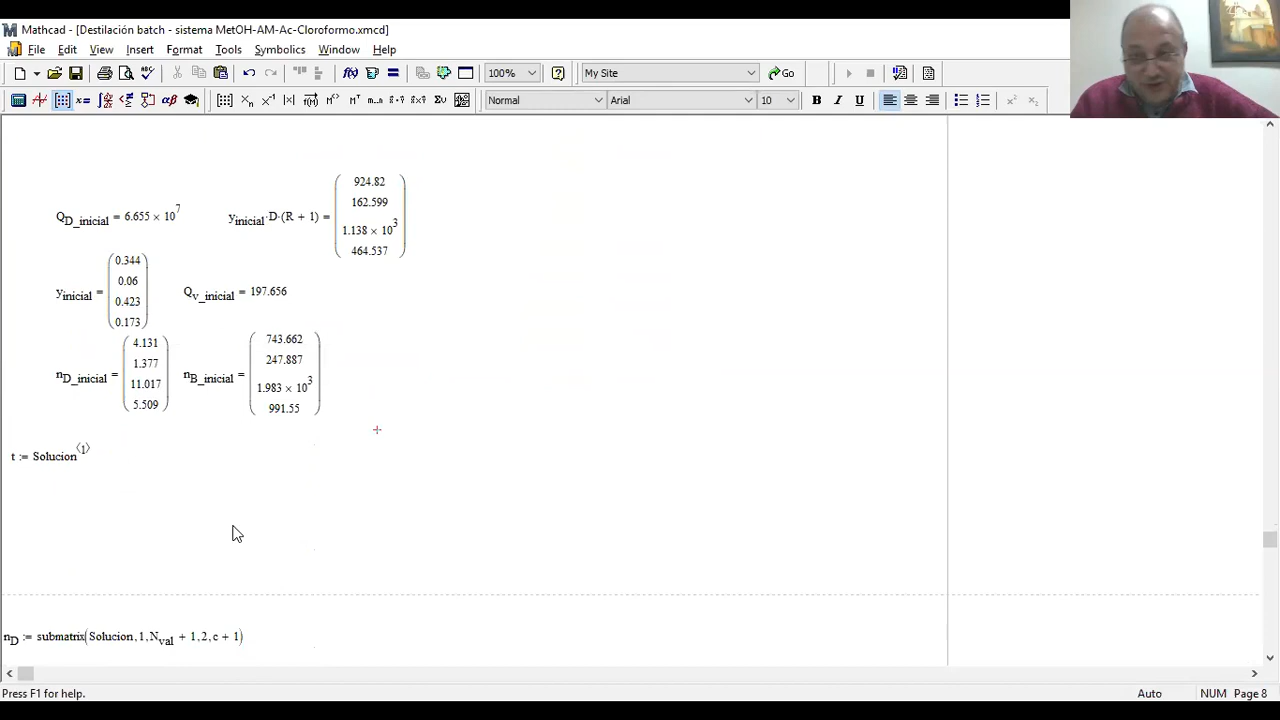 Mathcad - [Destilación batch - sistema MetOH-AM-Ac-Cloroformo.xmcd]
File Edit View Insert Format Tools Symbolics Window Help
100% My Site Go
Normal Arial 10 B I U
Q_D_inicial = 6.655 × 10^7
y_inicial·D·(R + 1) = (924.82
162.599
1.138 × 10^3
464.537)
y_inicial = (0.344
0.06
0.423
0.173)
Q_v_inicial = 197.656
n_D_inicial = (4.131
1.377
11.017
5.509)
n_B_inicial = (743.662
247.887
1.983 × 10^3
991.55)
t := Solucion^⟨1⟩
n_D := submatrix(Solucion,1,N_val + 1,2,c + 1)
Press F1 for help. Auto NUM Page 8